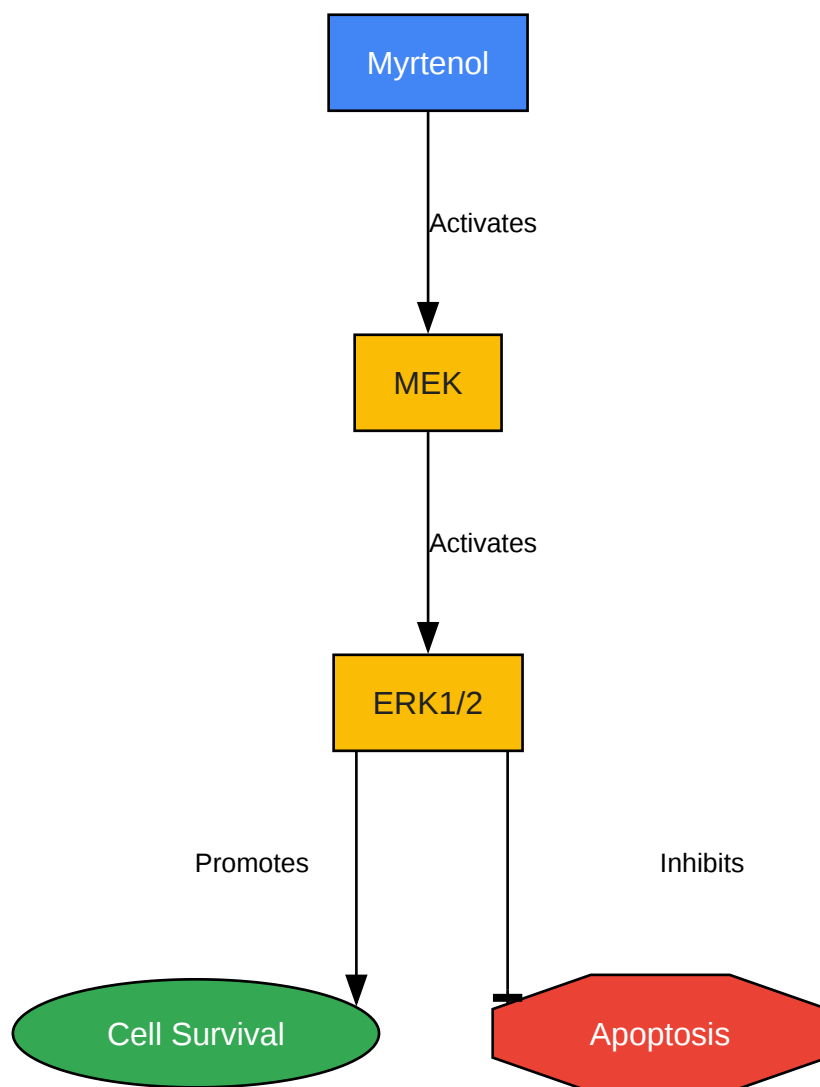 Myrtenol
Activates
MEK
Activates
ERK1/2
Promotes
Inhibits
Cell Survival
Apoptosis